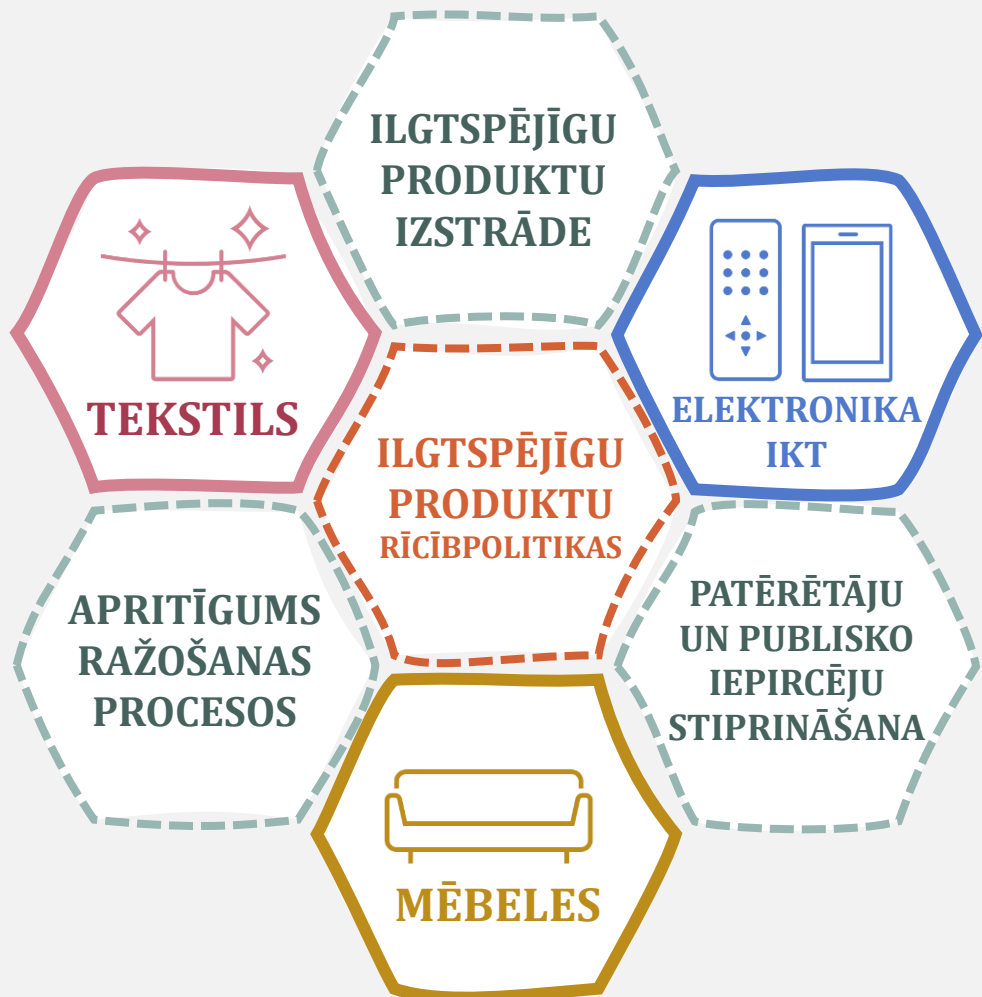 ILGTSPĒJĪGU
PRODUKTU
IZSTRĀDE
TEKSTILS
ELEKTRONIKA
IKT
ILGTSPĒJĪGU
PRODUKTU
RĪCĪBPOLITIKAS
APRITĪGUMS
RAŽOŠANAS
PROCESOS
PATĒRĒTĀJU
UN PUBLISKO
IEPIRCĒJU
STIPRINĀŠANA
MĒBELES